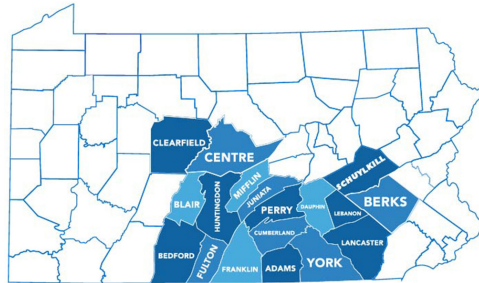 CLEARFIELD
CENTRE
SCHUYLKILL
MIFFLIN
HUNTINGDON
JUNIATA
BLAIR
BERKS
PERRY
DAUPHIN
LEBANON
CUMBERLAND
LANCASTER
BEDFORD
FULTON
FRANKLIN
ADAMS
YORK